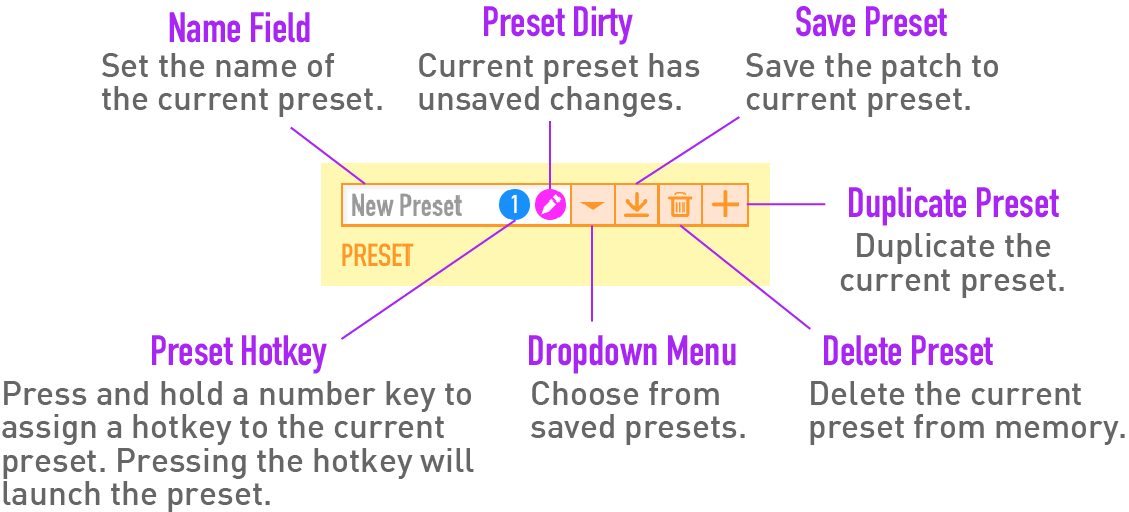 Name Field
Set the name of
the current preset.
Preset Dirty
Current preset has
unsaved changes.
Save Preset
Save the patch to
current preset.
New Preset
1
PRESET
Duplicate Preset
Duplicate the
current preset.
Preset Hotkey
Press and hold a number key to
assign a hotkey to the current
preset. Pressing the hotkey will
launch the preset.
Dropdown Menu
Choose from
saved presets.
Delete Preset
Delete the current
preset from memory.